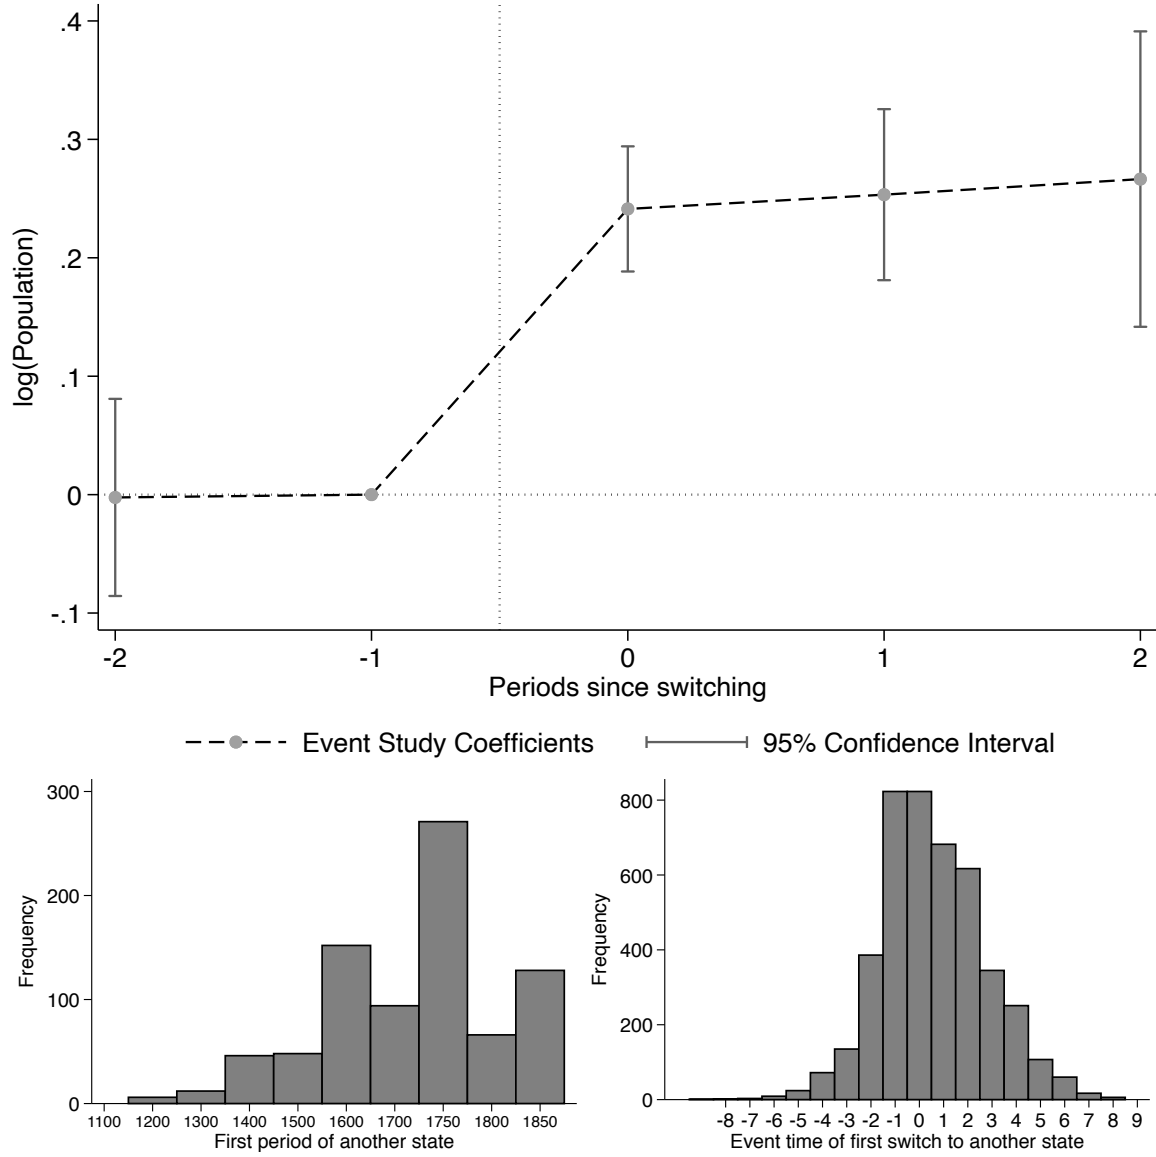 .4
.3
.2
.1
0
-.1
log(Population)
-2 -1 0 1 2
Periods since switching
Event Study Coefficients 95% Confidence Interval
300
200
100
0
Frequency
1100 1200 1300 1400 1500 1600 1700 1750 1800 1850
First period of another state
800
600
400
200
0
Frequency
-8 -7 -6 -5 -4 -3 -2 -1 0 1 2 3 4 5 6 7 8 9
Event time of first switch to another state